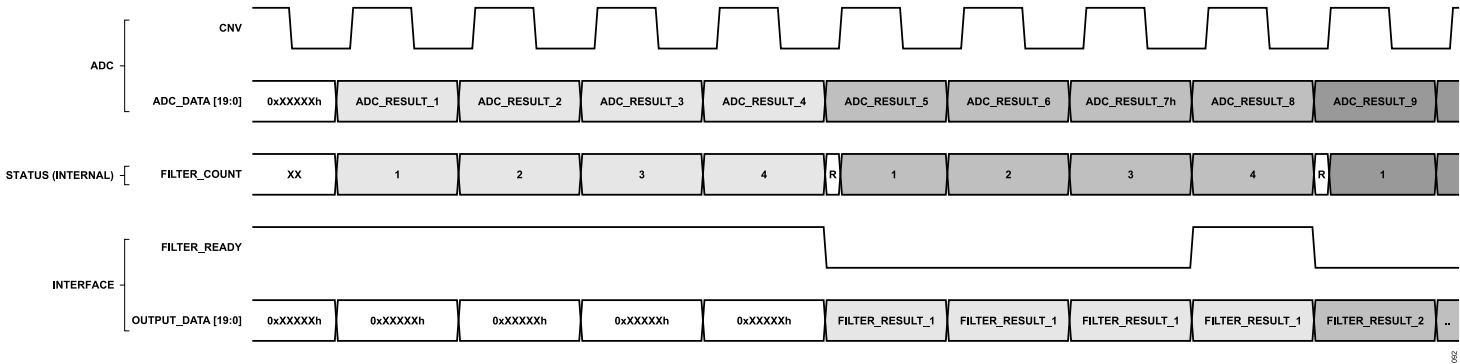 CNV
ADC
ADC_DATA [19:0] 0xXXXXXh ADC_RESULT_1 ADC_RESULT_2 ADC_RESULT_3 ADC_RESULT_4 ADC_RESULT_5 ADC_RESULT_6 ADC_RESULT_7h ADC_RESULT_8 ADC_RESULT_9
STATUS (INTERNAL) FILTER_COUNT XX 1 2 3 4 R 1 2 3 4 R 1
FILTER_READY
INTERFACE
OUTPUT_DATA [19:0] 0xXXXXXh 0xXXXXXh 0xXXXXXh 0xXXXXXh 0xXXXXXh FILTER_RESULT_1 FILTER_RESULT_1 FILTER_RESULT_1 FILTER_RESULT_1 FILTER_RESULT_2 ..
092